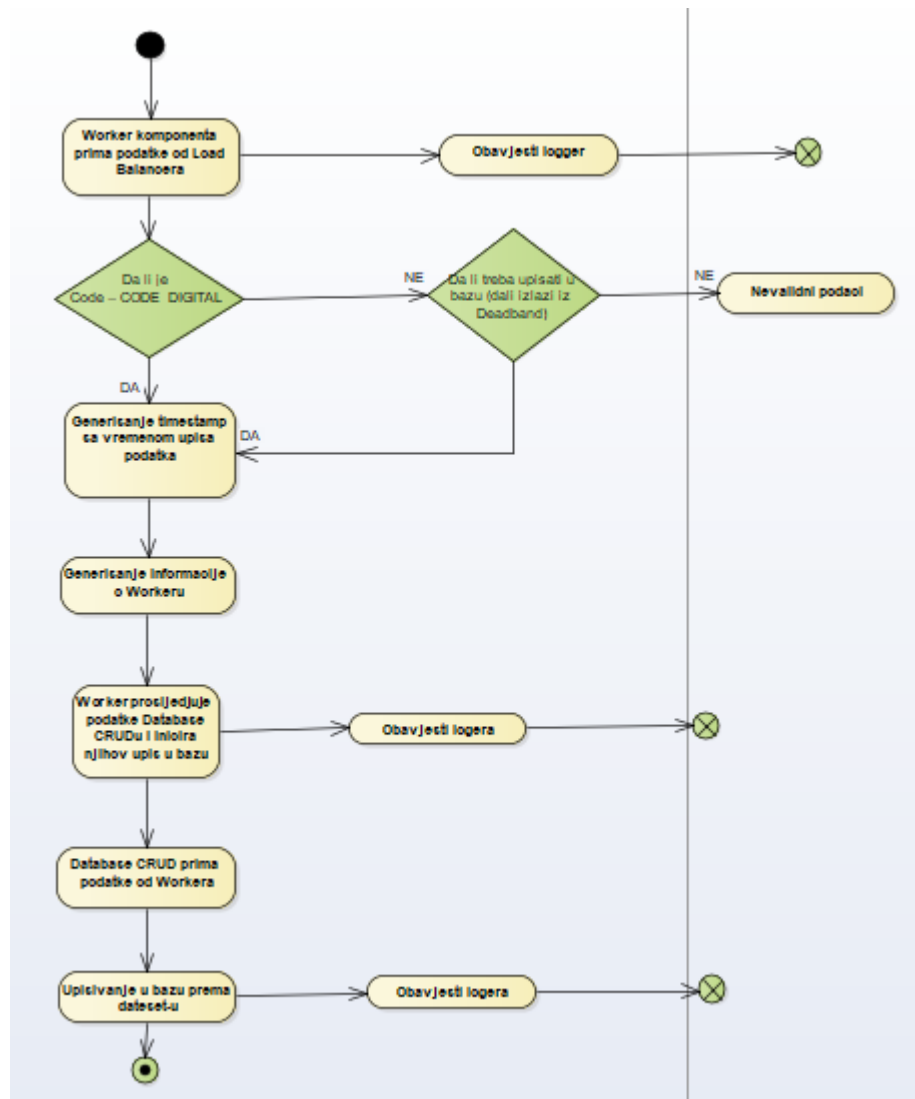 Worker komponenta
prima podatke od Load
Balancera
Obavjesti logger
Da li je
Code – CODE_DIGITAL
NE
Da li treba upisati u
bazu (dali izlazi iz
Deadband)
NE
Nevalidni podaci
DA
Generisanje timestamp
sa vremenom upisa
podatka
DA
Generisanje informacije
o Workeru
Worker prosijedjuje
podatke Database
CRUDu i inicira
njihov upis u bazu
Obavjesti logera
Database CRUD prima
podatke od Workera
Upisivanje u bazu prema
dateset-u
Obavjesti logera